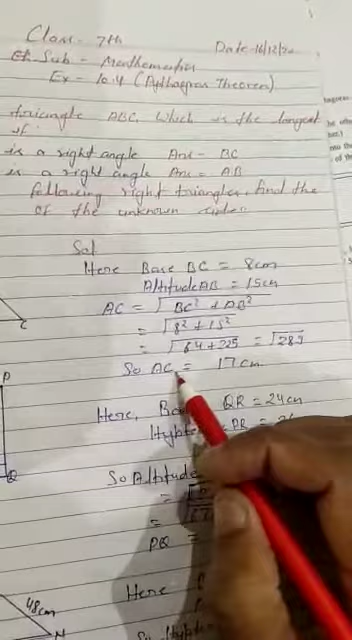 Class - 7th Date - 16/12/20
Sub - Mathematics
Ex - 10.4 (Pythagoras Theorem)
triangle ABC, which is the longest
if
is a right angle Ans - BC
is a right angle Ans = AB
following right triangles, find the
of the unknown sides
Sol
Here Base BC = 8cm
Altitude AB = 15cm
AC = √BC² + AB²
= √8² + 15²
= √64 + 225 = √289
So AC = 17cm
C
P
Here, QR = 24cm
PR =
Q
So Altitude
=
=
PQ =
Here
48cm
N